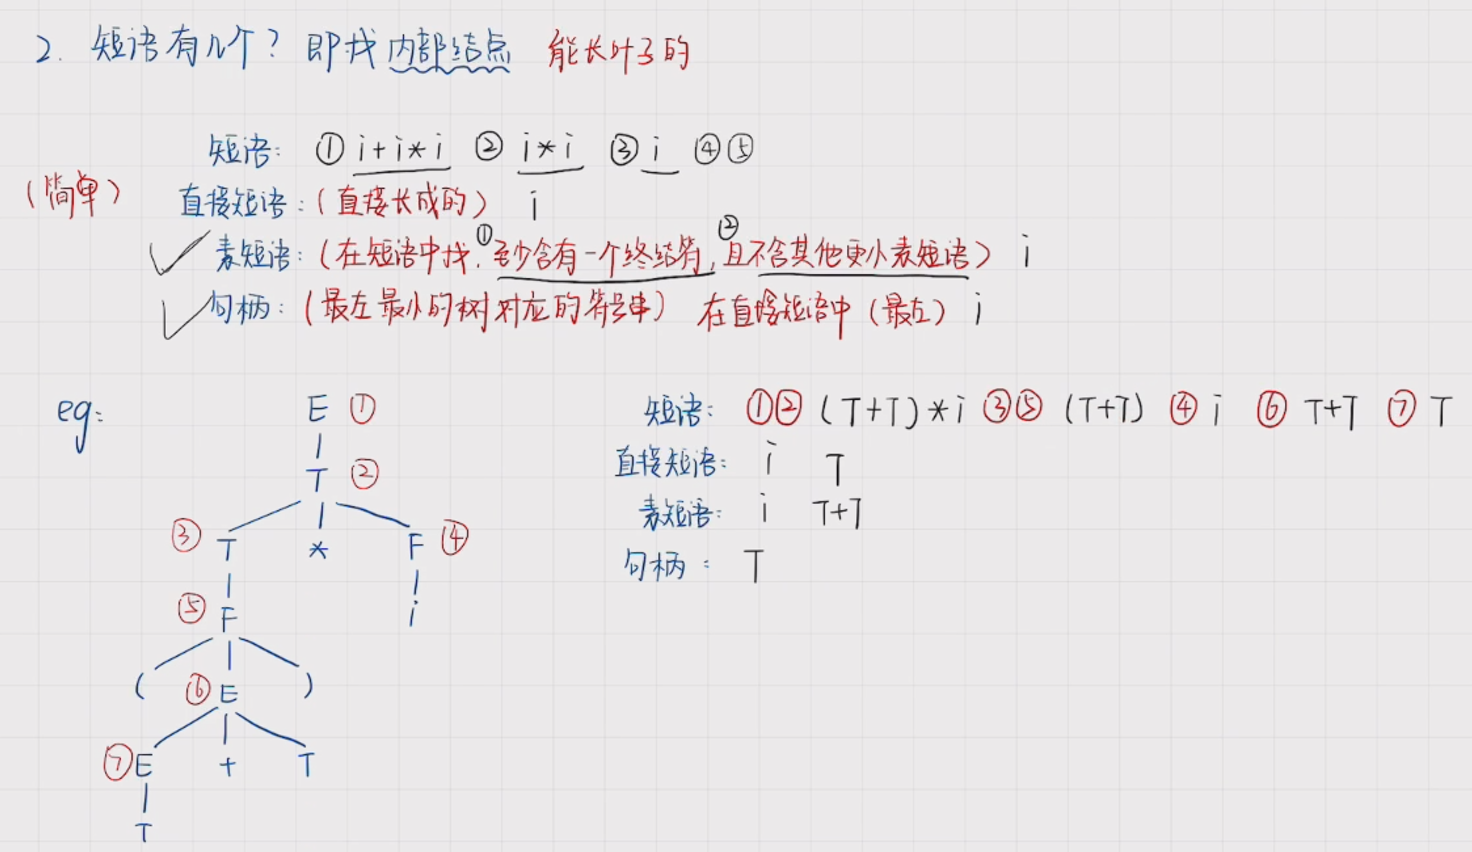 2. 短语有几个? 即找内部结点 能长叶子的
短语: ① i+i*i ② i*i ③ i ④⑤
(简单) 直接短语:(直接长成的) i
素短语:(在短语中找,①至少含有一个终结符,②且不含其他更小素短语) i
句柄:(最左最小的树对应的符号串) 在直接短语中(最左) i
eg:
E ①
T ②
③ T * F ④
⑤ F i
( ⑥ E )
⑦ E + T
T
短语: ①② (T+T)*i ③⑤ (T+T) ④ i ⑥ T+T ⑦ T
直接短语: i T
素短语: i T+T
句柄: T